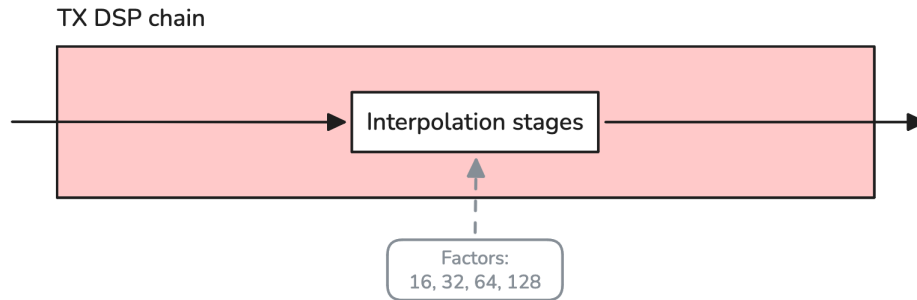 TX DSP chain
Interpolation stages
Factors:
16, 32, 64, 128